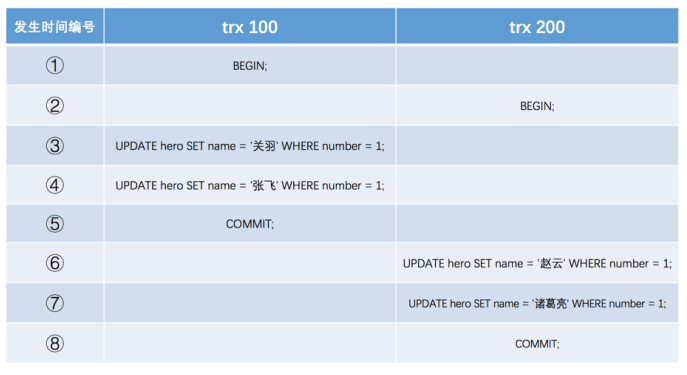 发生时间编号 trx 100 trx 200
① BEGIN;
② BEGIN;
③ UPDATE hero SET name = '关羽' WHERE number = 1;
④ UPDATE hero SET name = '张飞' WHERE number = 1;
⑤ COMMIT;
⑥ UPDATE hero SET name = '赵云' WHERE number = 1;
⑦ UPDATE hero SET name = '诸葛亮' WHERE number = 1;
⑧ COMMIT;